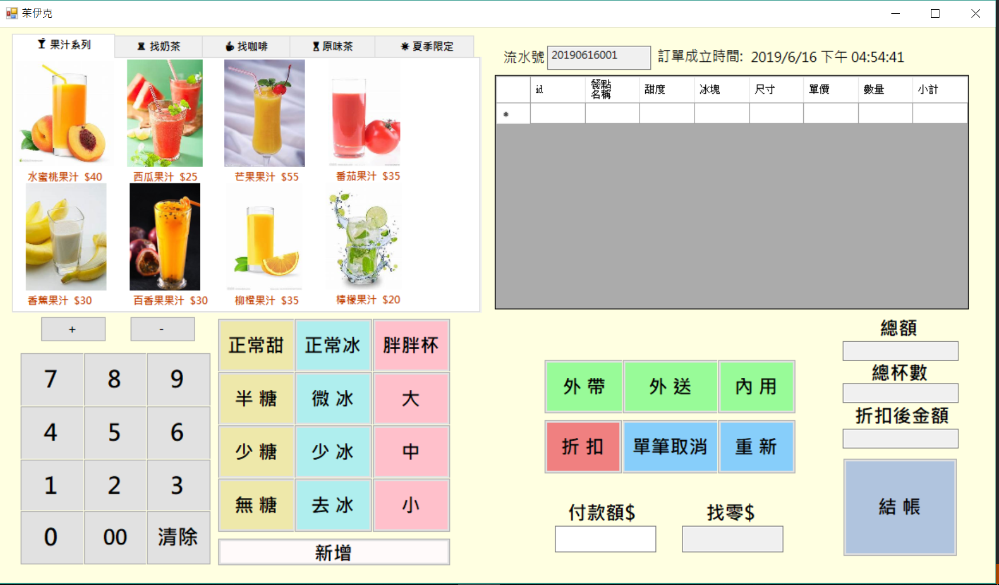 茱伊克
果汁系列 找奶茶 找咖啡 原味茶 夏季限定
水蜜桃果汁 $40 西瓜果汁 $25 芒果果汁 $55 番茄果汁 $35
香蕉果汁 $30 百香果果汁 $30 柳橙果汁 $35 檸檬果汁 $20
+ -
7 8 9
4 5 6
1 2 3
0 00 清除
正常甜 正常冰 胖胖杯
半 糖 微 冰 大
少 糖 少 冰 中
無 糖 去 冰 小
新增
流水號 20190616001 訂單成立時間: 2019/6/16 下午 04:54:41
id 餐點名稱 甜度 冰塊 尺寸 單價 數量 小計
外 帶 外 送 內 用
折 扣 單筆取消 重 新
付款額$ 找零$
總額
總杯數
折扣後金額
結 帳